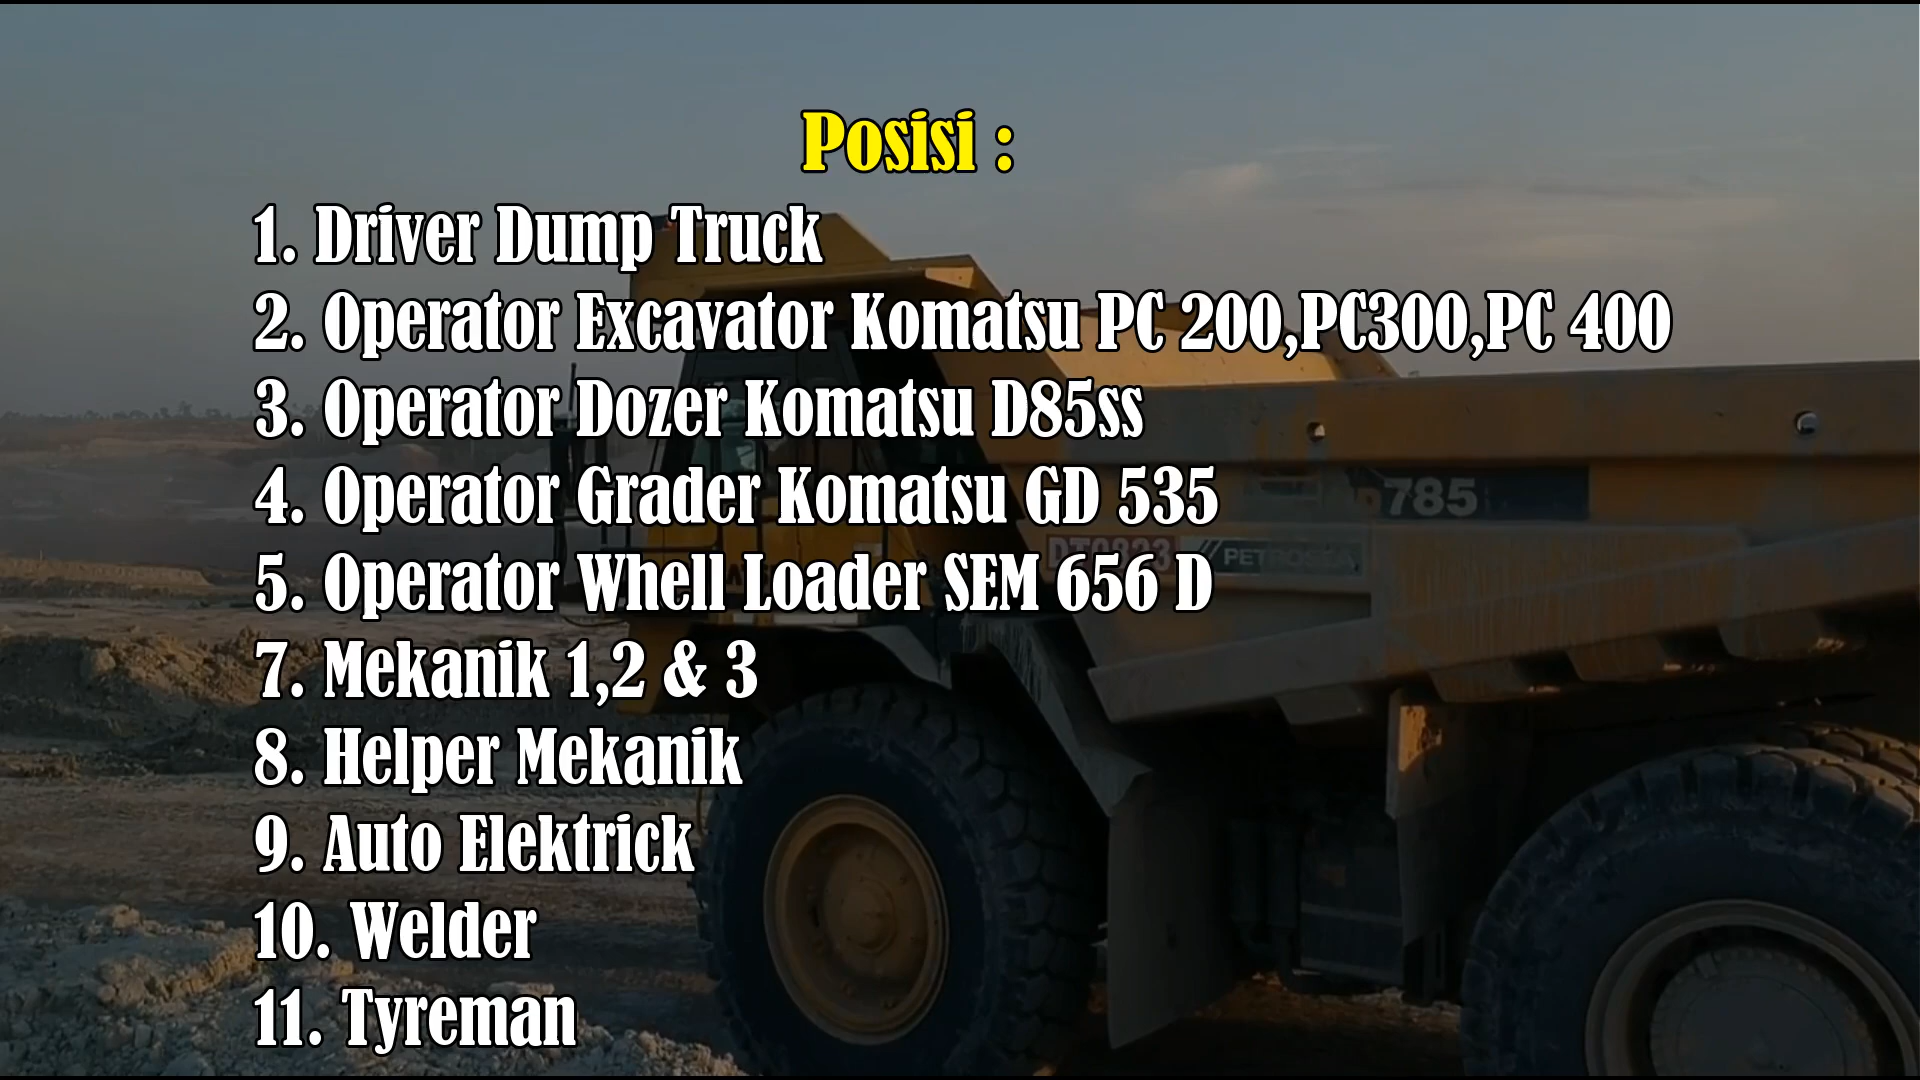 Posisi :
1. Driver Dump Truck
2. Operator Excavator Komatsu PC 200,PC300,PC 400
3. Operator Dozer Komatsu D85ss
4. Operator Grader Komatsu GD 535
785
5. Operator Whell Loader SEM 656 D
7. Mekanik 1,2 & 3
8. Helper Mekanik
9. Auto Elektrick
10. Welder
11. Tyreman